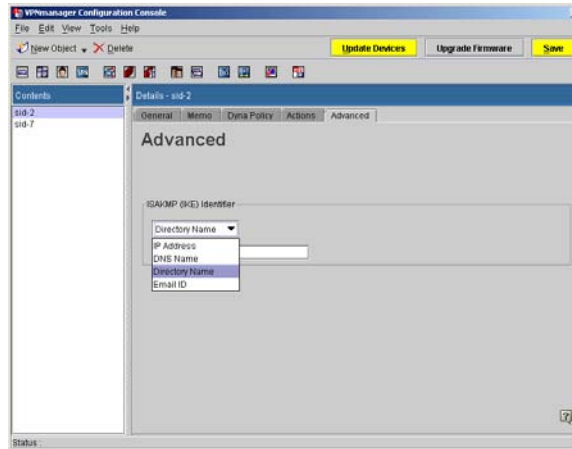 VPNmanager Configuration Console
File Edit View Tools Help
New Object Delete
Update Devices Upgrade Firmware Save
Contents
Details - sid-2
sid-2
sid-7
General Memo Dyna Policy Actions Advanced
Advanced
ISAKMP (IKE) Identifier
Directory Name
IP Address
DNS Name
Directory Name
Email ID
?
Status :